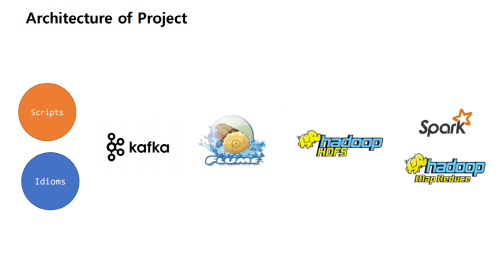 Architecture of Project
Scripts
Idioms
kafka
FLUME
hadoop
HDFS
Spark
hadoop
Map Reduce